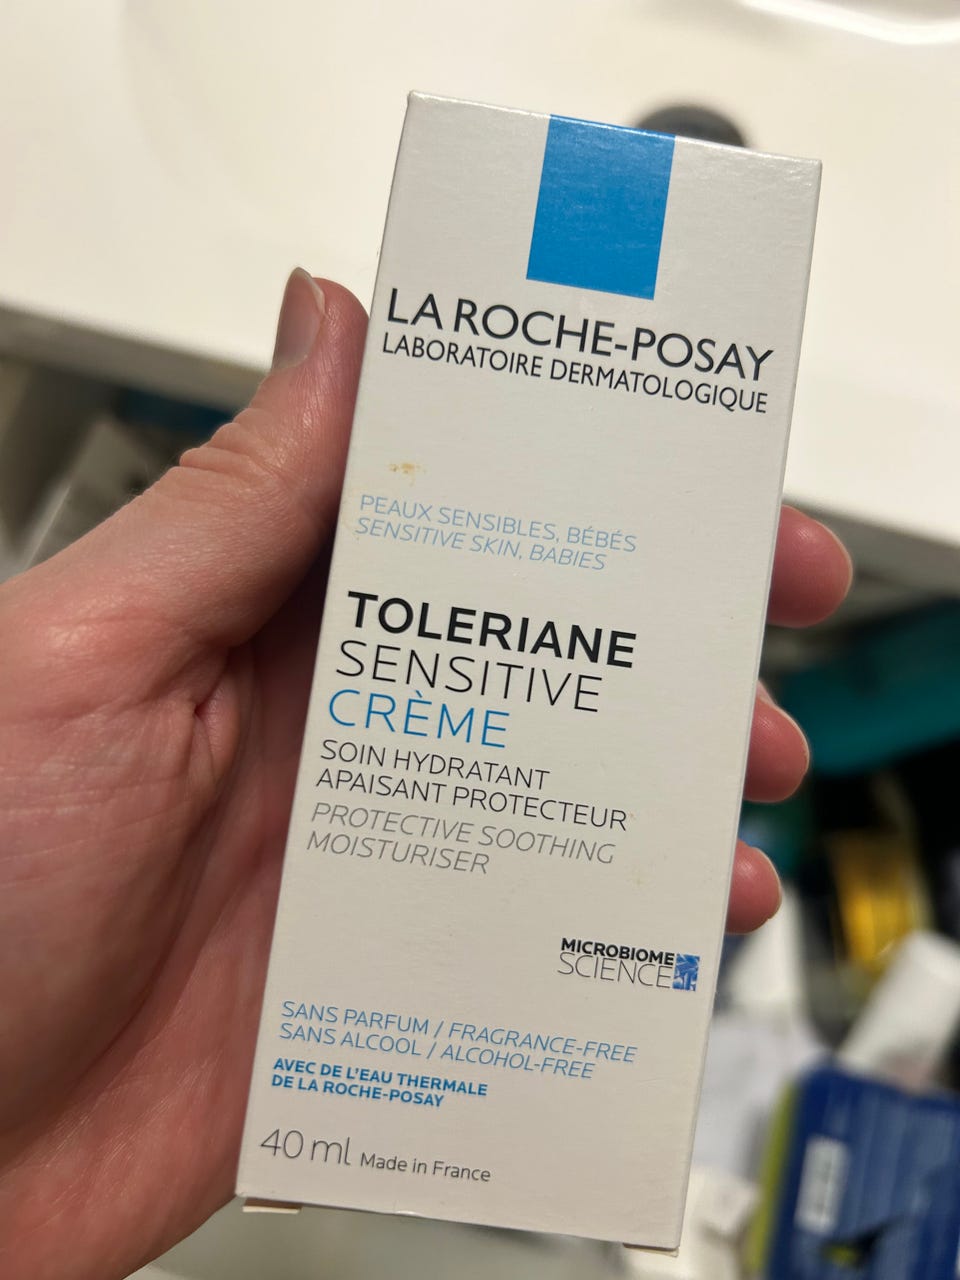 LA ROCHE-POSAY
LABORATOIRE DERMATOLOGIQUE
PEAUX SENSIBLES, BÉBÉS
SENSITIVE SKIN, BABIES
TOLERIANE
SENSITIVE
CRÈME
SOIN HYDRATANT
APAISANT PROTECTEUR
PROTECTIVE SOOTHING
MOISTURISER
MICROBIOME
SCIENCE
SANS PARFUM / FRAGRANCE-FREE
SANS ALCOOL / ALCOHOL-FREE
AVEC DE L'EAU THERMALE
DE LA ROCHE-POSAY
40 ml Made in France